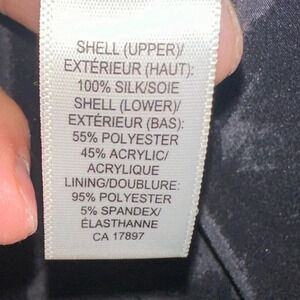 SHELL (UPPER)/
EXTÉRIEUR (HAUT):
100% SILK/SOIE
SHELL (LOWER)/
EXTÉRIEUR (BAS):
55% POLYESTER
45% ACRYLIC/
ACRYLIQUE
LINING/DOUBLURE:
95% POLYESTER
5% SPANDEX/
ÉLASTHANNE
CA 17897